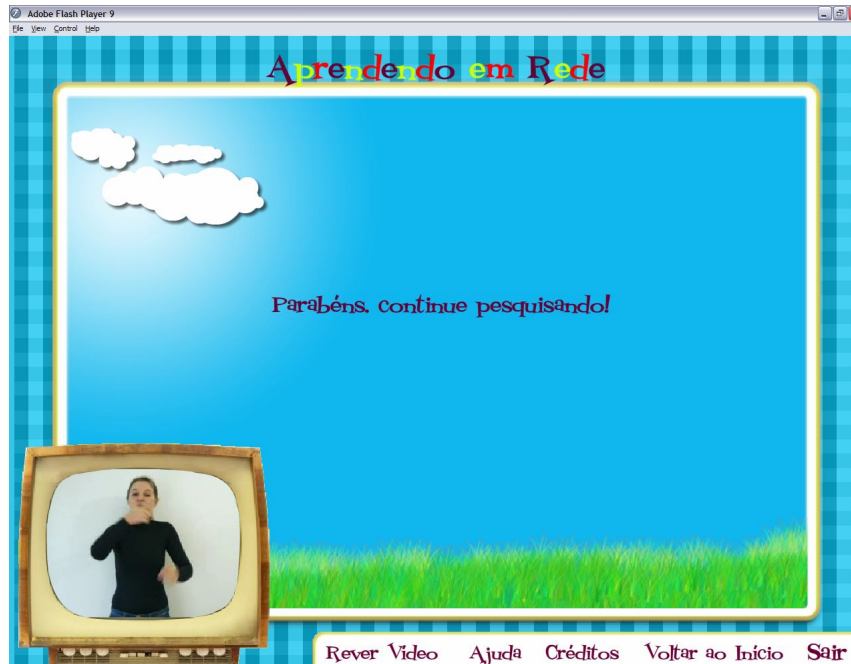 Adobe Flash Player 9
File View Control Help
Aprendendo em Rede
Parabéns, continue pesquisando!
Rever Video Ajuda Créditos Voltar ao Início Sair